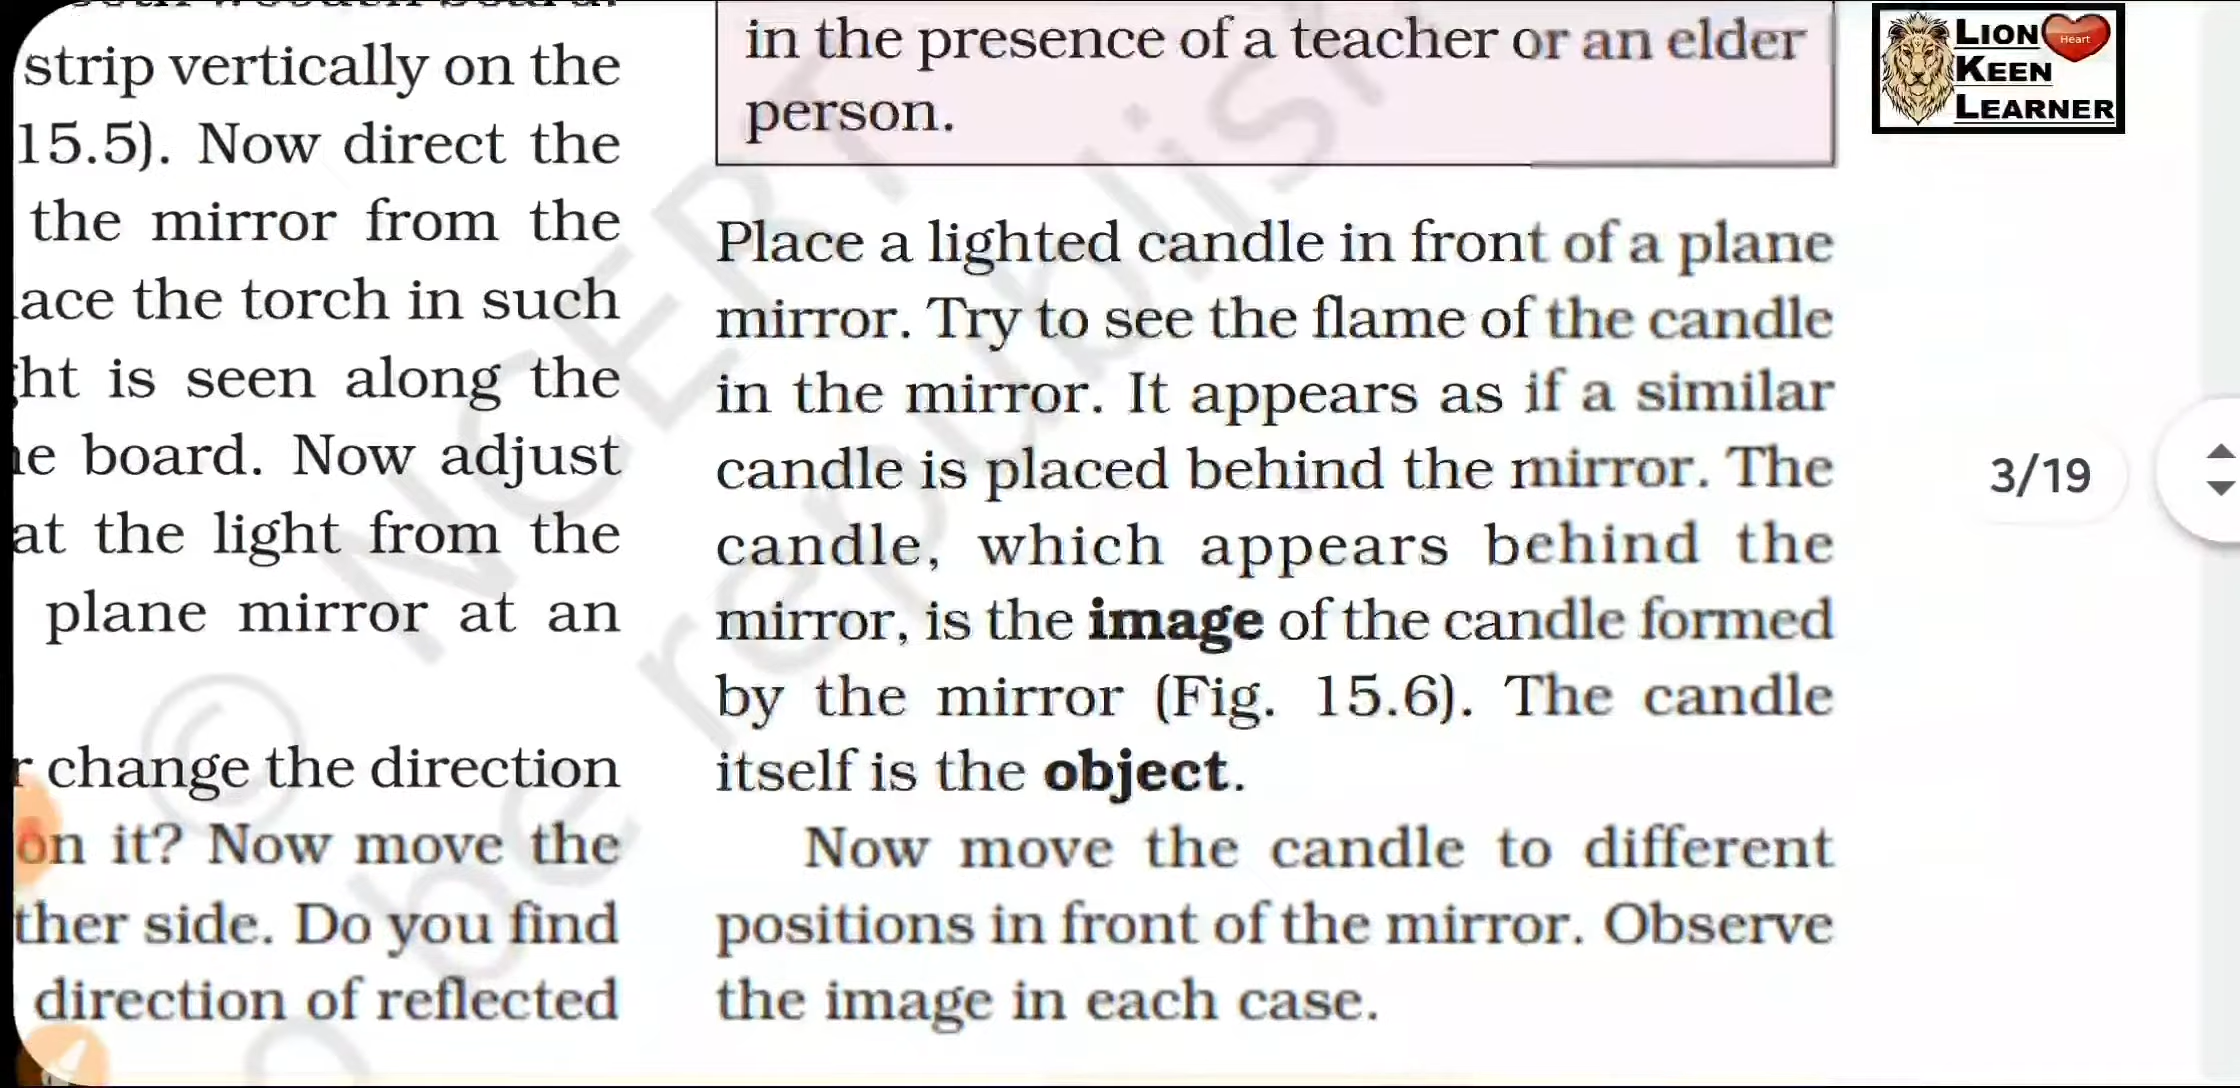 strip vertically on the
15.5). Now direct the
the mirror from the
ace the torch in such
ht is seen along the
e board. Now adjust
at the light from the
plane mirror at an
change the direction
on it? Now move the
ther side. Do you find
direction of reflected
in the presence of a teacher or an elder
person.
Place a lighted candle in front of a plane
mirror. Try to see the flame of the candle
in the mirror. It appears as if a similar
candle is placed behind the mirror. The
candle, which appears behind the
mirror, is the image of the candle formed
by the mirror (Fig. 15.6). The candle
itself is the object.
Now move the candle to different
positions in front of the mirror. Observe
the image in each case.
© NCERT
be republish
LION Heart
KEEN
LEARNER
3/19